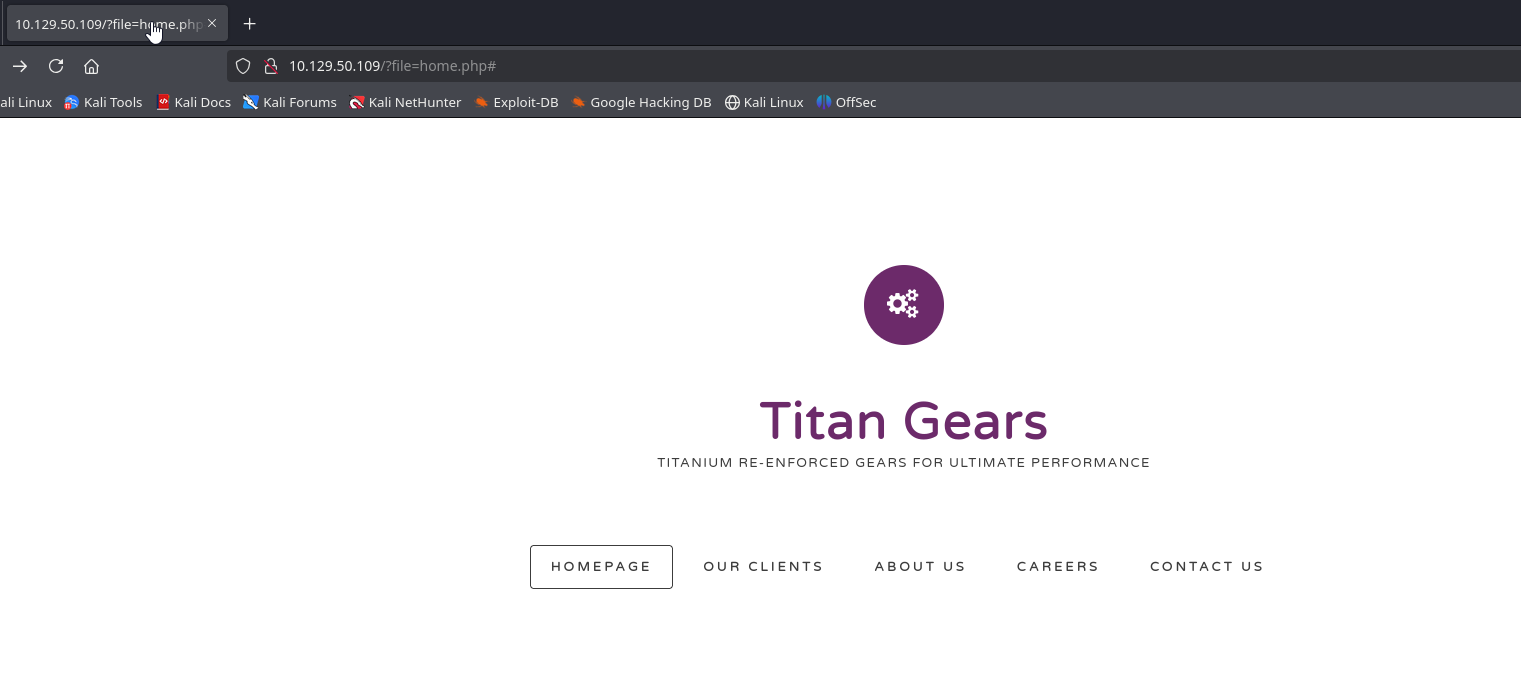 10.129.50.109/?file=home.php
10.129.50.109/?file=home.php#
ali Linux Kali Tools Kali Docs Kali Forums Kali NetHunter Exploit-DB Google Hacking DB Kali Linux OffSec
Titan Gears
TITANIUM RE-ENFORCED GEARS FOR ULTIMATE PERFORMANCE
HOMEPAGE OUR CLIENTS ABOUT US CAREERS CONTACT US